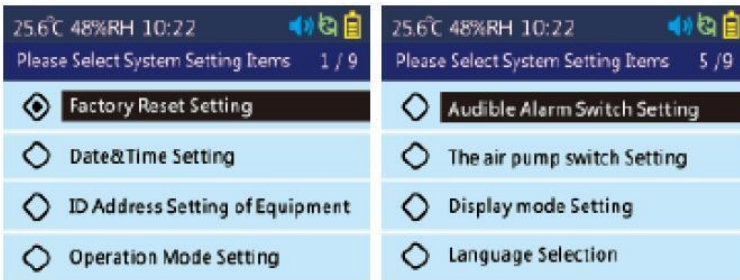 25.6℃ 48%RH 10:22
Please Select System Setting Items 1/9
Factory Reset Setting
Date&Time Setting
ID Address Setting of Equipment
Operation Mode Setting
25.6℃ 48%RH 10:22
Please Select System Setting Items 5/9
Audible Alarm Switch Setting
The air pump switch Setting
Display mode Setting
Language Selection